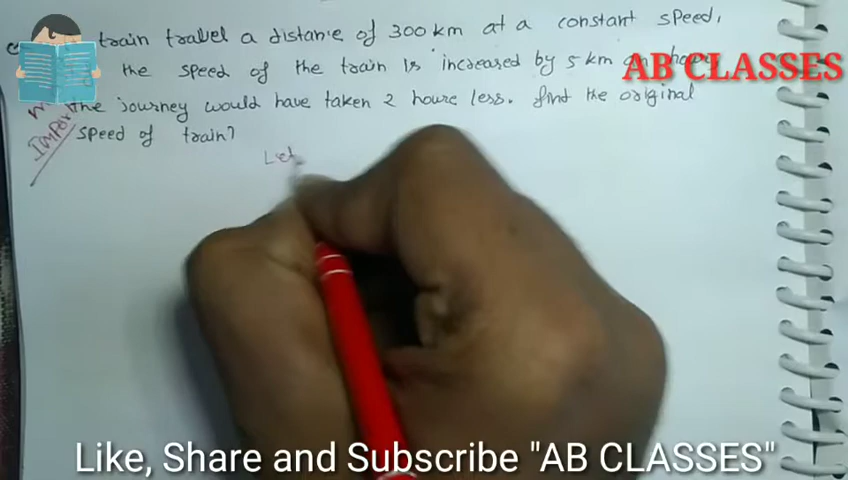 train travel a distance of 300 km at a constant speed,
the speed of the train is increased by 5 km an hour
AB CLASSES
the journey would have taken 2 hours less. find the original
Import
speed of train?
Let
Like, Share and Subscribe "AB CLASSES"